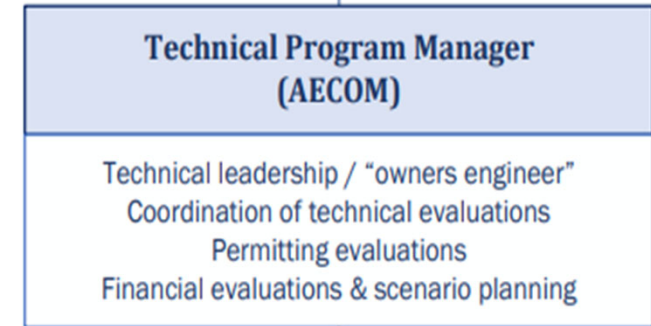 Technical Program Manager
(AECOM)
Technical leadership / “owners engineer”
Coordination of technical evaluations
Permitting evaluations
Financial evaluations & scenario planning